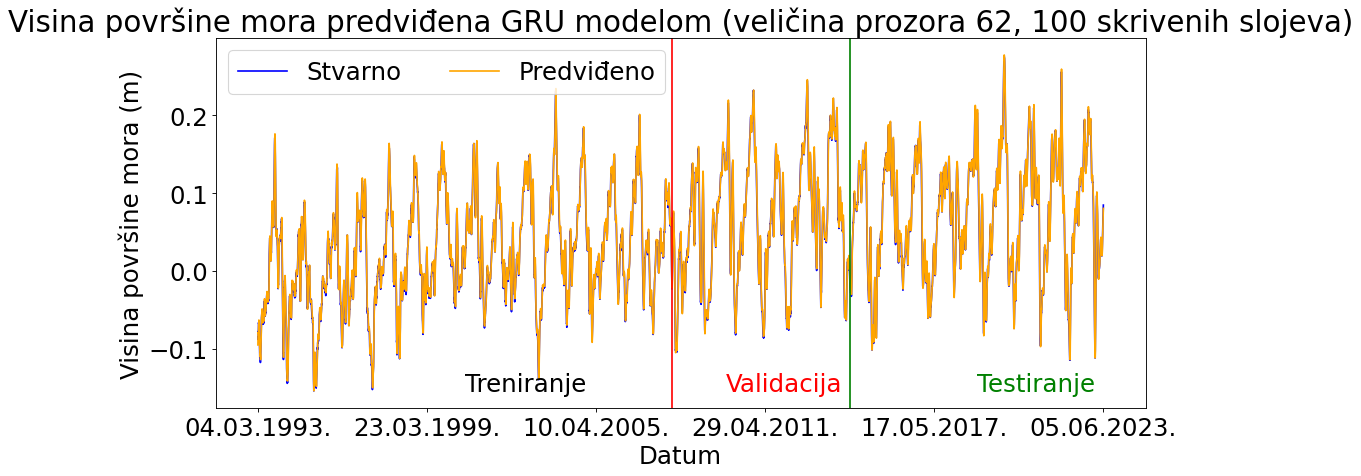 Visina površine mora predviđena GRU modelom (veličina prozora 62, 100 skrivenih slojeva)
Stvarno Predviđeno
Visina površine mora (m)
0.2
0.1
0.0
−0.1
Treniranje Validacija Testiranje
04.03.1993. 23.03.1999. 10.04.2005. 29.04.2011. 17.05.2017. 05.06.2023.
Datum